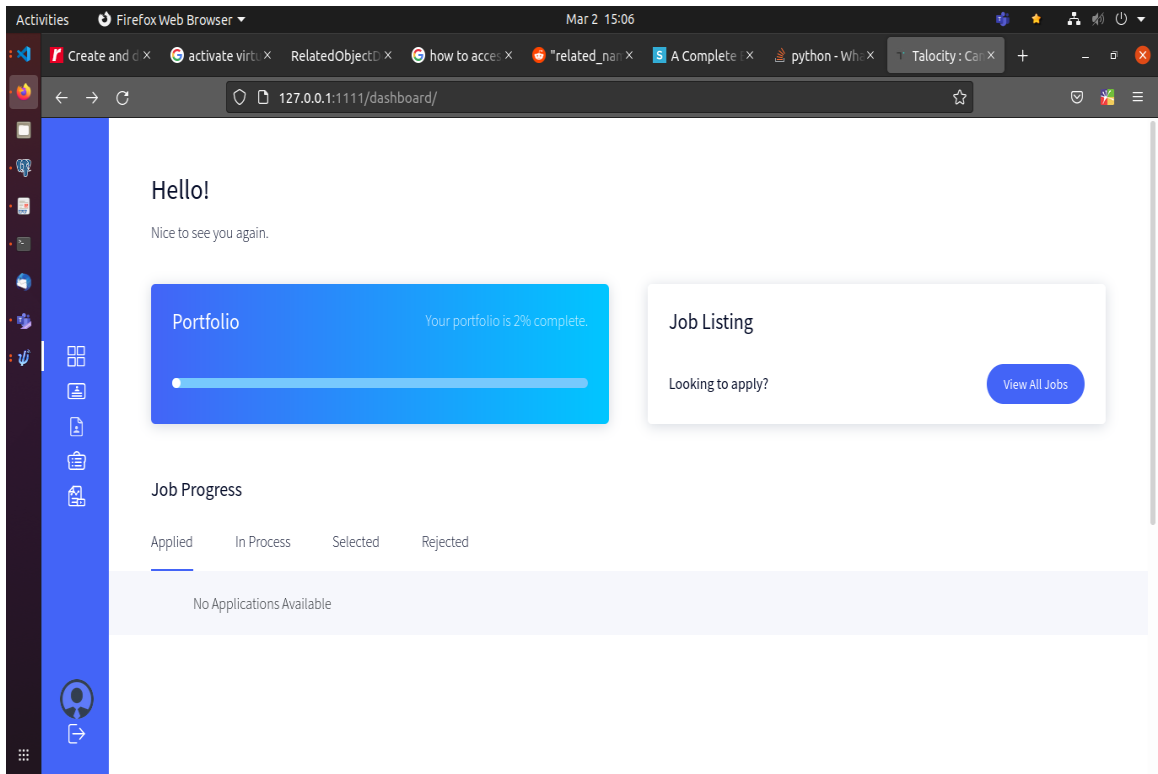 Activities Firefox Web Browser Mar 2 15:06
Create and d activate virtu RelatedObjectD how to acces "related_nam A Complete E python - Wha Talocity : Can
127.0.0.1:1111/dashboard/
Hello!
Nice to see you again.
Portfolio Your portfolio is 2% complete.
Job Listing
Looking to apply? View All Jobs
Job Progress
Applied In Process Selected Rejected
No Applications Available